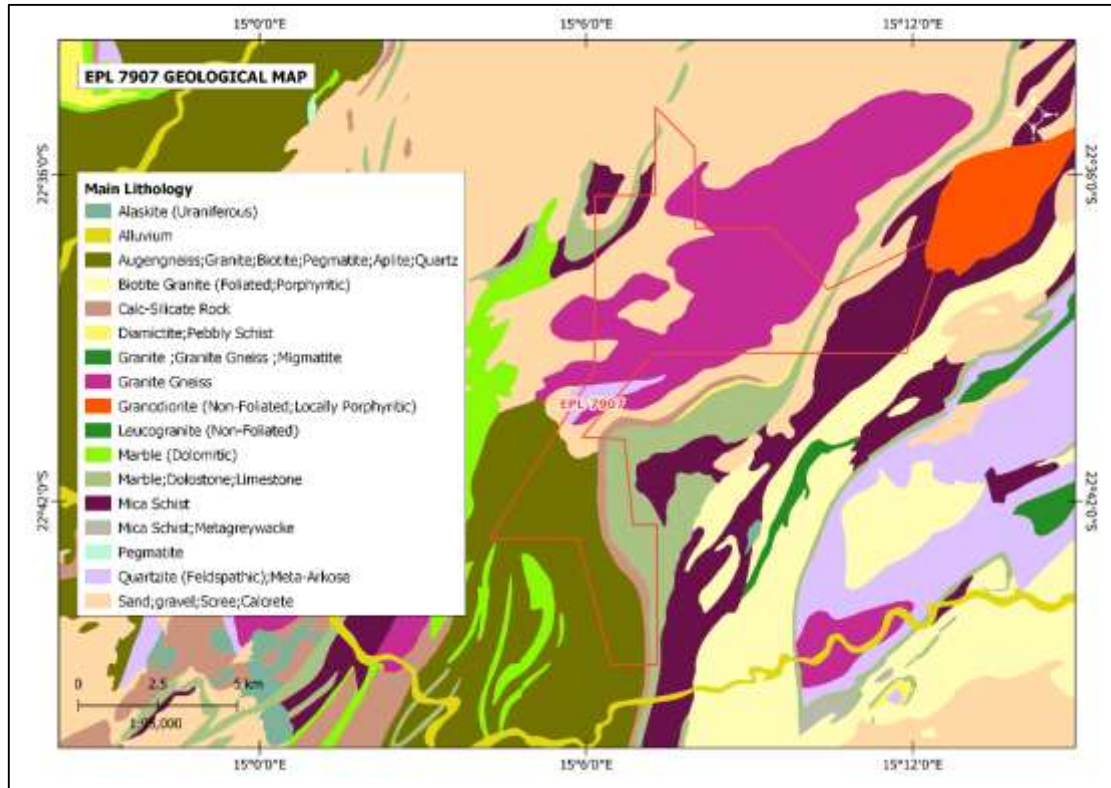 15°0'0"E 15°6'0"E 15°12'0"E
EPL 7907 GEOLOGICAL MAP
22°36'0"S 22°36'0"S
Main Lithology
Alaskite (Uraniferous)
Alluvium
Augengneiss;Granite;Biotite;Pegmatite;Aplite;Quartz
Biotite Granite (Foliated;Porphyritic)
Calc-Silicate Rock
Diamictite;Pebbly Schist
Granite ;Granite Gneiss ;Migmatite
Granite Gneiss
Granodiorite (Non-Foliated;Locally Porphyritic)
Leucogranite (Non-Foliated)
Marble (Dolomitic)
Marble;Dolostone;Limestone
Mica Schist
Mica Schist;Metagreywacke
Pegmatite
Quartzite (Feldspathic);Meta-Arkose
Sand;gravel;Scree;Calcrete
EPL 7907
22°42'0"S 22°42'0"S
0 2.5 5 km
1:95,000
15°0'0"E 15°6'0"E 15°12'0"E